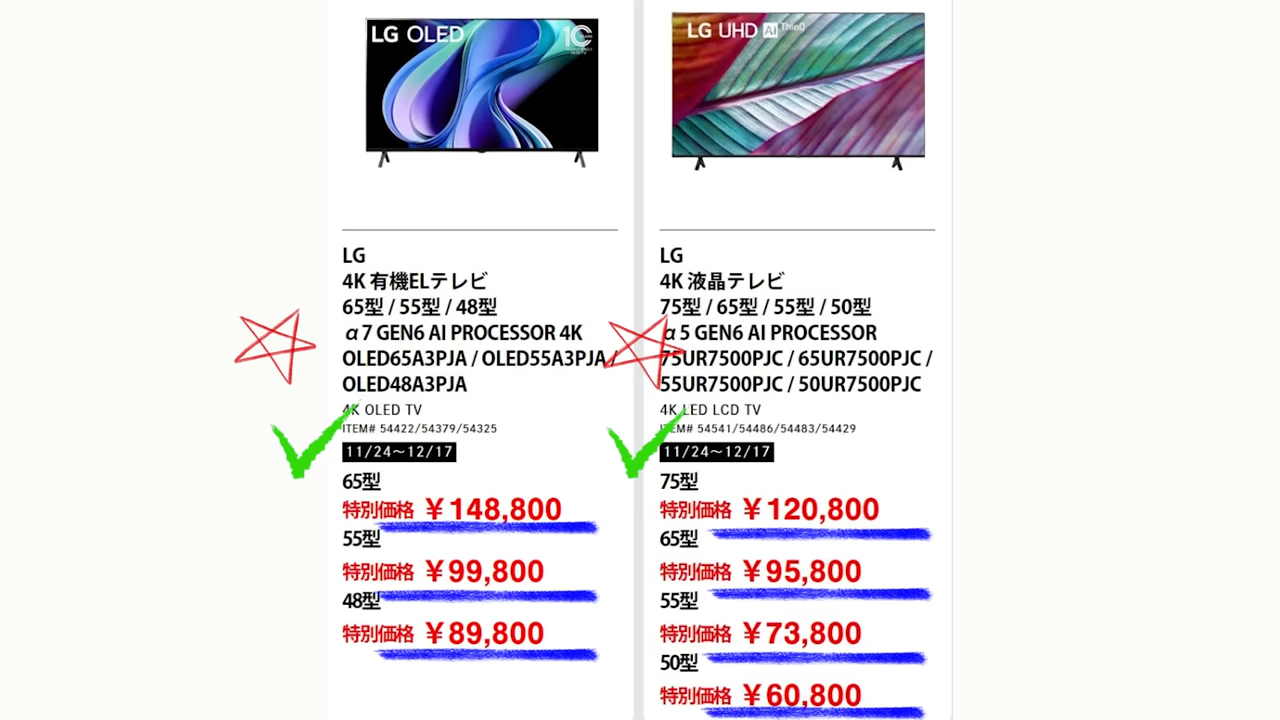 LG OLED
10
LG
4K 有機ELテレビ
65型 / 55型 / 48型
α7 GEN6 AI PROCESSOR 4K
OLED65A3PJA / OLED55A3PJA /
OLED48A3PJA
4K OLED TV
ITEM# 54422/54379/54325
11/24～12/17
65型
特別価格 ￥148,800
55型
特別価格 ￥99,800
48型
特別価格 ￥89,800
LG UHD AI ThinQ
LG
4K 液晶テレビ
75型 / 65型 / 55型 / 50型
α5 GEN6 AI PROCESSOR
75UR7500PJC / 65UR7500PJC /
55UR7500PJC / 50UR7500PJC
4K LED LCD TV
ITEM# 54541/54486/54483/54429
11/24～12/17
75型
特別価格 ￥120,800
65型
特別価格 ￥95,800
55型
特別価格 ￥73,800
50型
特別価格 ￥60,800